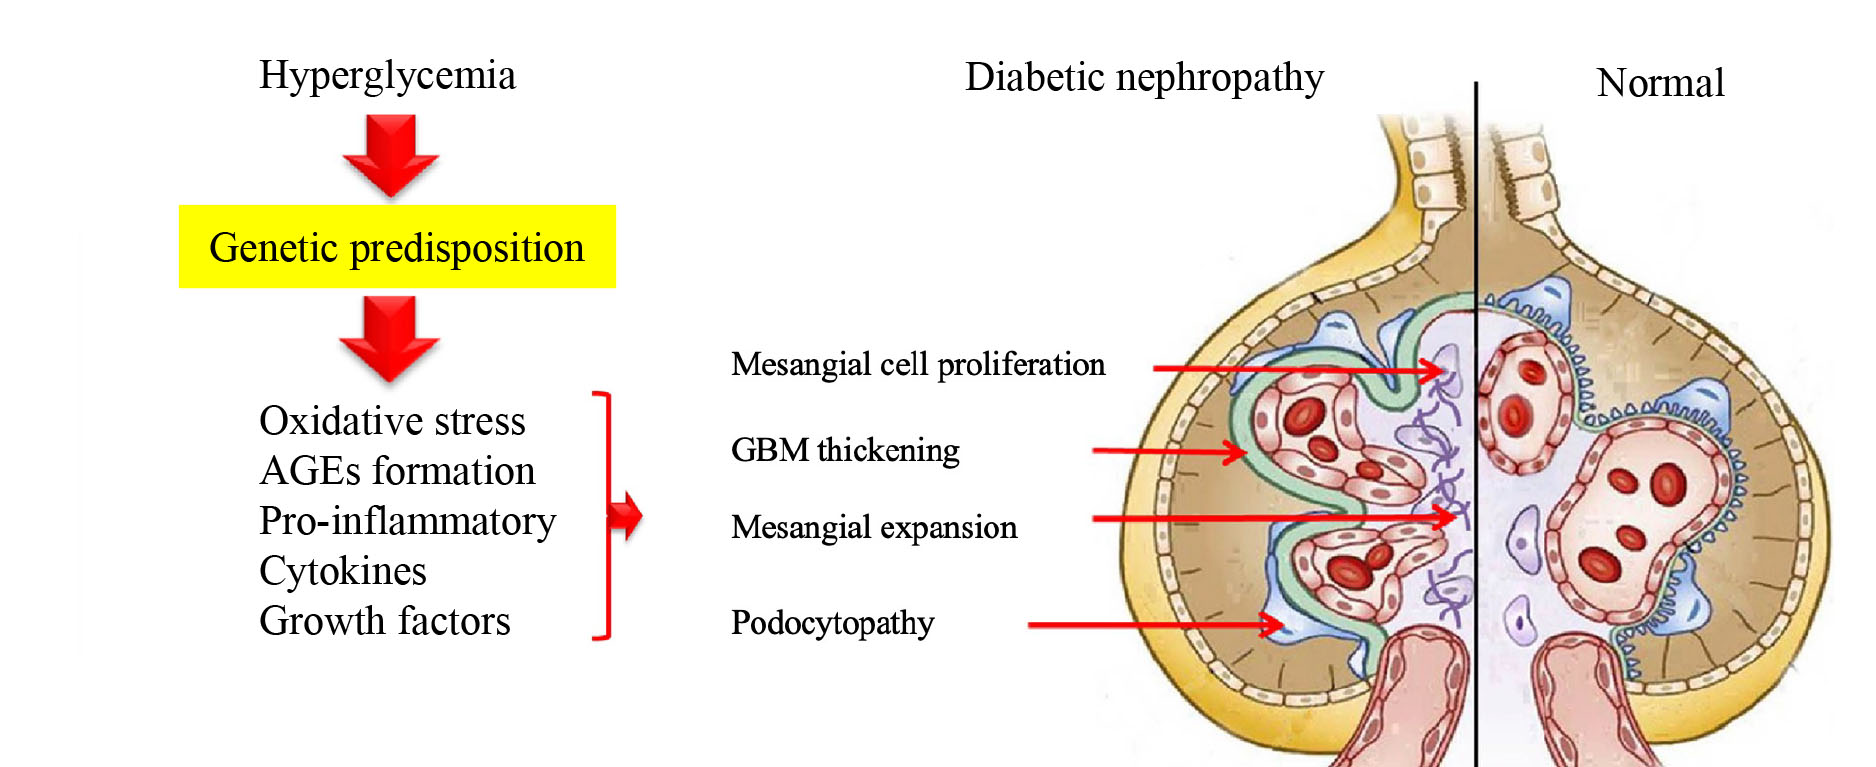 Hyperglycemia
Genetic predisposition
Oxidative stress
AGEs formation
Pro-inflammatory
Cytokines
Growth factors
Diabetic nephropathy
Normal
Mesangial cell proliferation
GBM thickening
Mesangial expansion
Podocytopathy